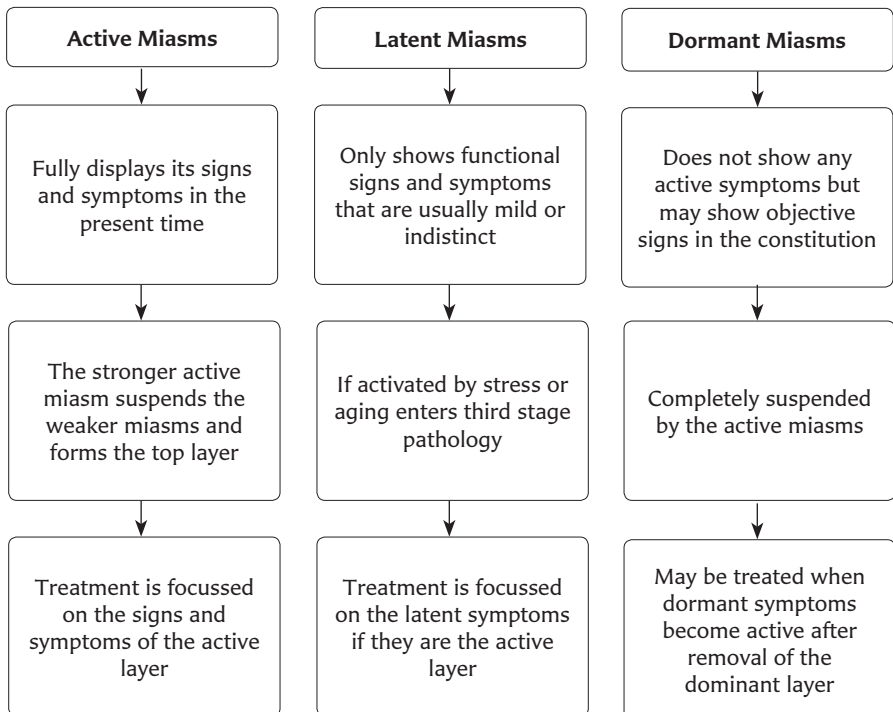 Active Miasms
Fully displays its signs
and symptoms in the
present time
The stronger active
miasm suspends the
weaker miasms and
forms the top layer
Treatment is focussed
on the signs and
symptoms of the active
layer
Latent Miasms
Only shows functional
signs and symptoms
that are usually mild or
indistinct
If activated by stress or
aging enters third stage
pathology
Treatment is focussed
on the latent symptoms
if they are the active
layer
Dormant Miasms
Does not show any
active symptoms but
may show objective
signs in the constitution
Completely suspended
by the active miasms
May be treated when
dormant symptoms
become active after
removal of the
dominant layer